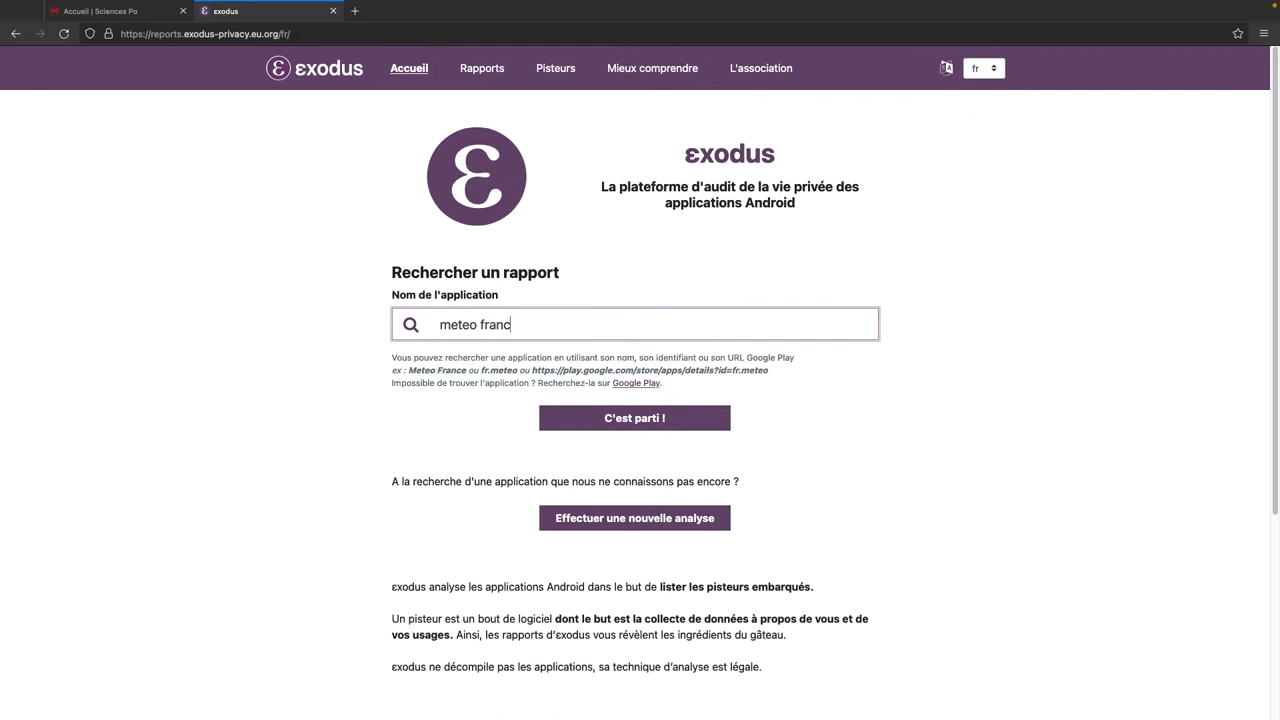 Accueil | Sciences Po
εxodus
https://reports.exodus-privacy.eu.org/fr/
εxodus
Accueil
Rapports
Pisteurs
Mieux comprendre
L'association
fr
εxodus
La plateforme d'audit de la vie privée des
applications Android
Rechercher un rapport
Nom de l'application
meteo franc
Vous pouvez rechercher une application en utilisant son nom, son identifiant ou son URL Google Play
ex : Meteo France ou fr.meteo ou https://play.google.com/store/apps/details?id=fr.meteo
Impossible de trouver l'application ? Recherchez-la sur Google Play.
C'est parti !
A la recherche d'une application que nous ne connaissons pas encore ?
Effectuer une nouvelle analyse
εxodus analyse les applications Android dans le but de lister les pisteurs embarqués.
Un pisteur est un bout de logiciel dont le but est la collecte de données à propos de vous et de
vos usages. Ainsi, les rapports d'εxodus vous révèlent les ingrédients du gâteau.
εxodus ne décompile pas les applications, sa technique d'analyse est légale.